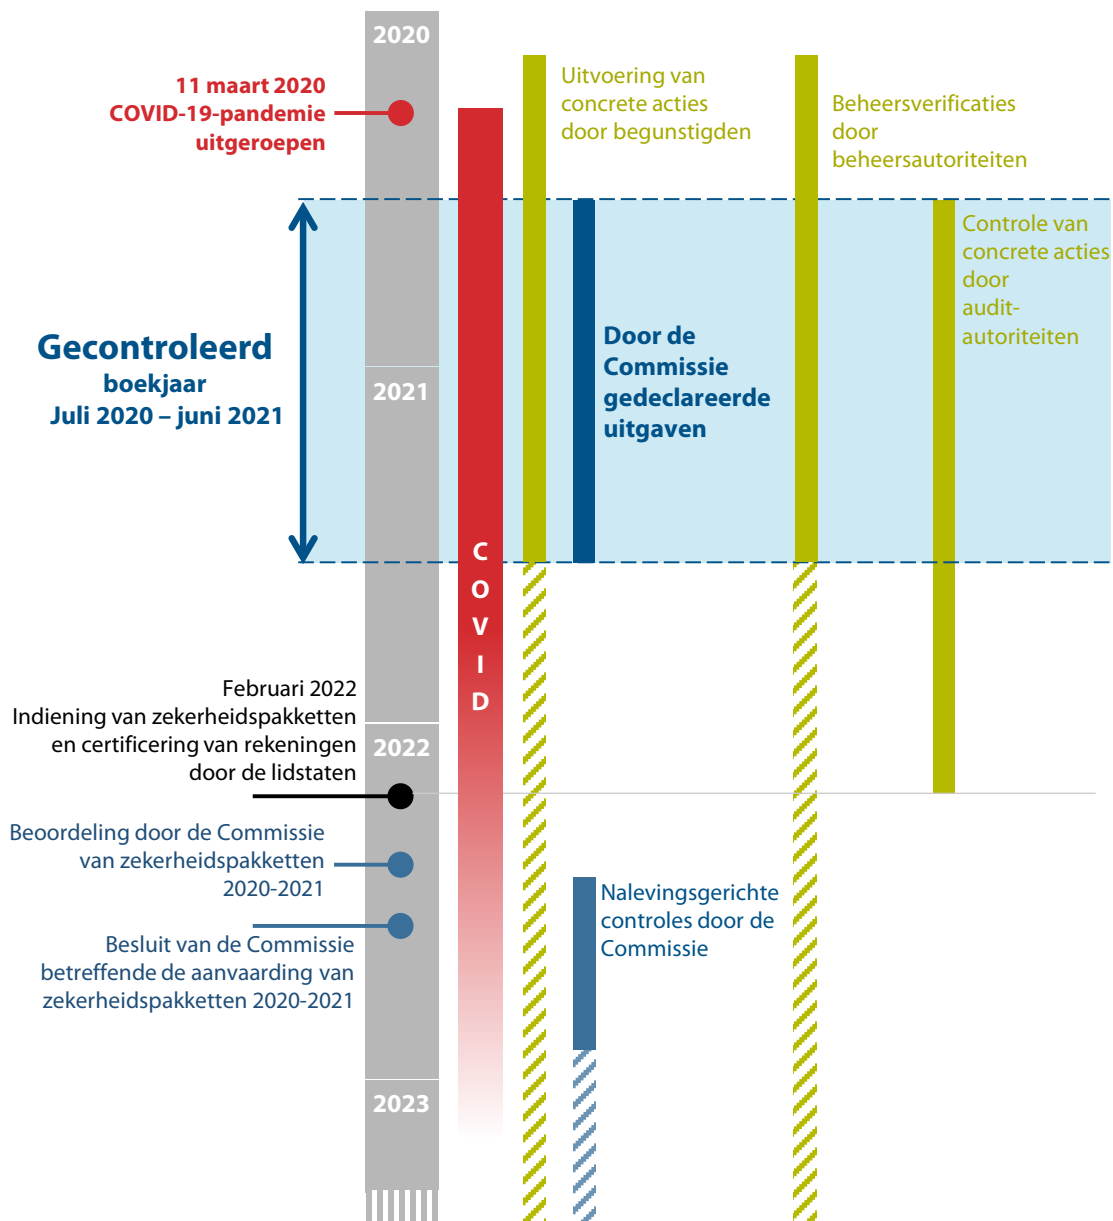 2020
11 maart 2020
COVID-19-pandemie
uitgeroepen
Uitvoering van
concrete acties
door begunstigden
Beheersverificaties
door
beheersautoriteiten
Controle van
concrete acties
door
audit-
autoriteiten
Gecontroleerd
boekjaar
Juli 2020 – juni 2021
Door de
Commissie
gedeclareerde
uitgaven
2021
C
O
V
I
D
Februari 2022
Indiening van zekerheidspakketten
en certificering van rekeningen
door de lidstaten
2022
Beoordeling door de Commissie
van zekerheidspakketten
2020-2021
Besluit van de Commissie
betreffende de aanvaarding van
zekerheidspakketten 2020-2021
Nalevingsgerichte
controles door de
Commissie
2023